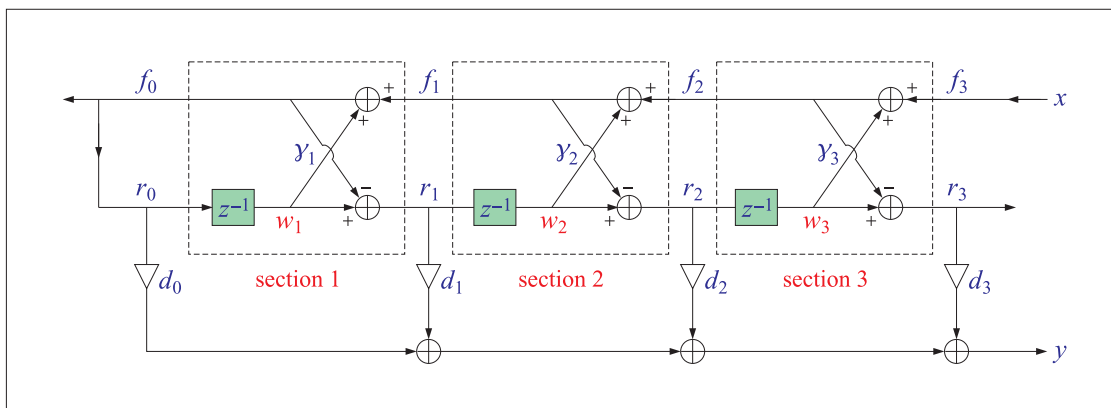 f₀ + f₁ + f₂ + f₃ x
+ + +
γ₁ γ₂ γ₃
r₀ − r₁ − r₂ − r₃
z⁻¹ w₁ + z⁻¹ w₂ + z⁻¹ w₃ +
section 1 section 2 section 3
d₀ d₁ d₂ d₃
y